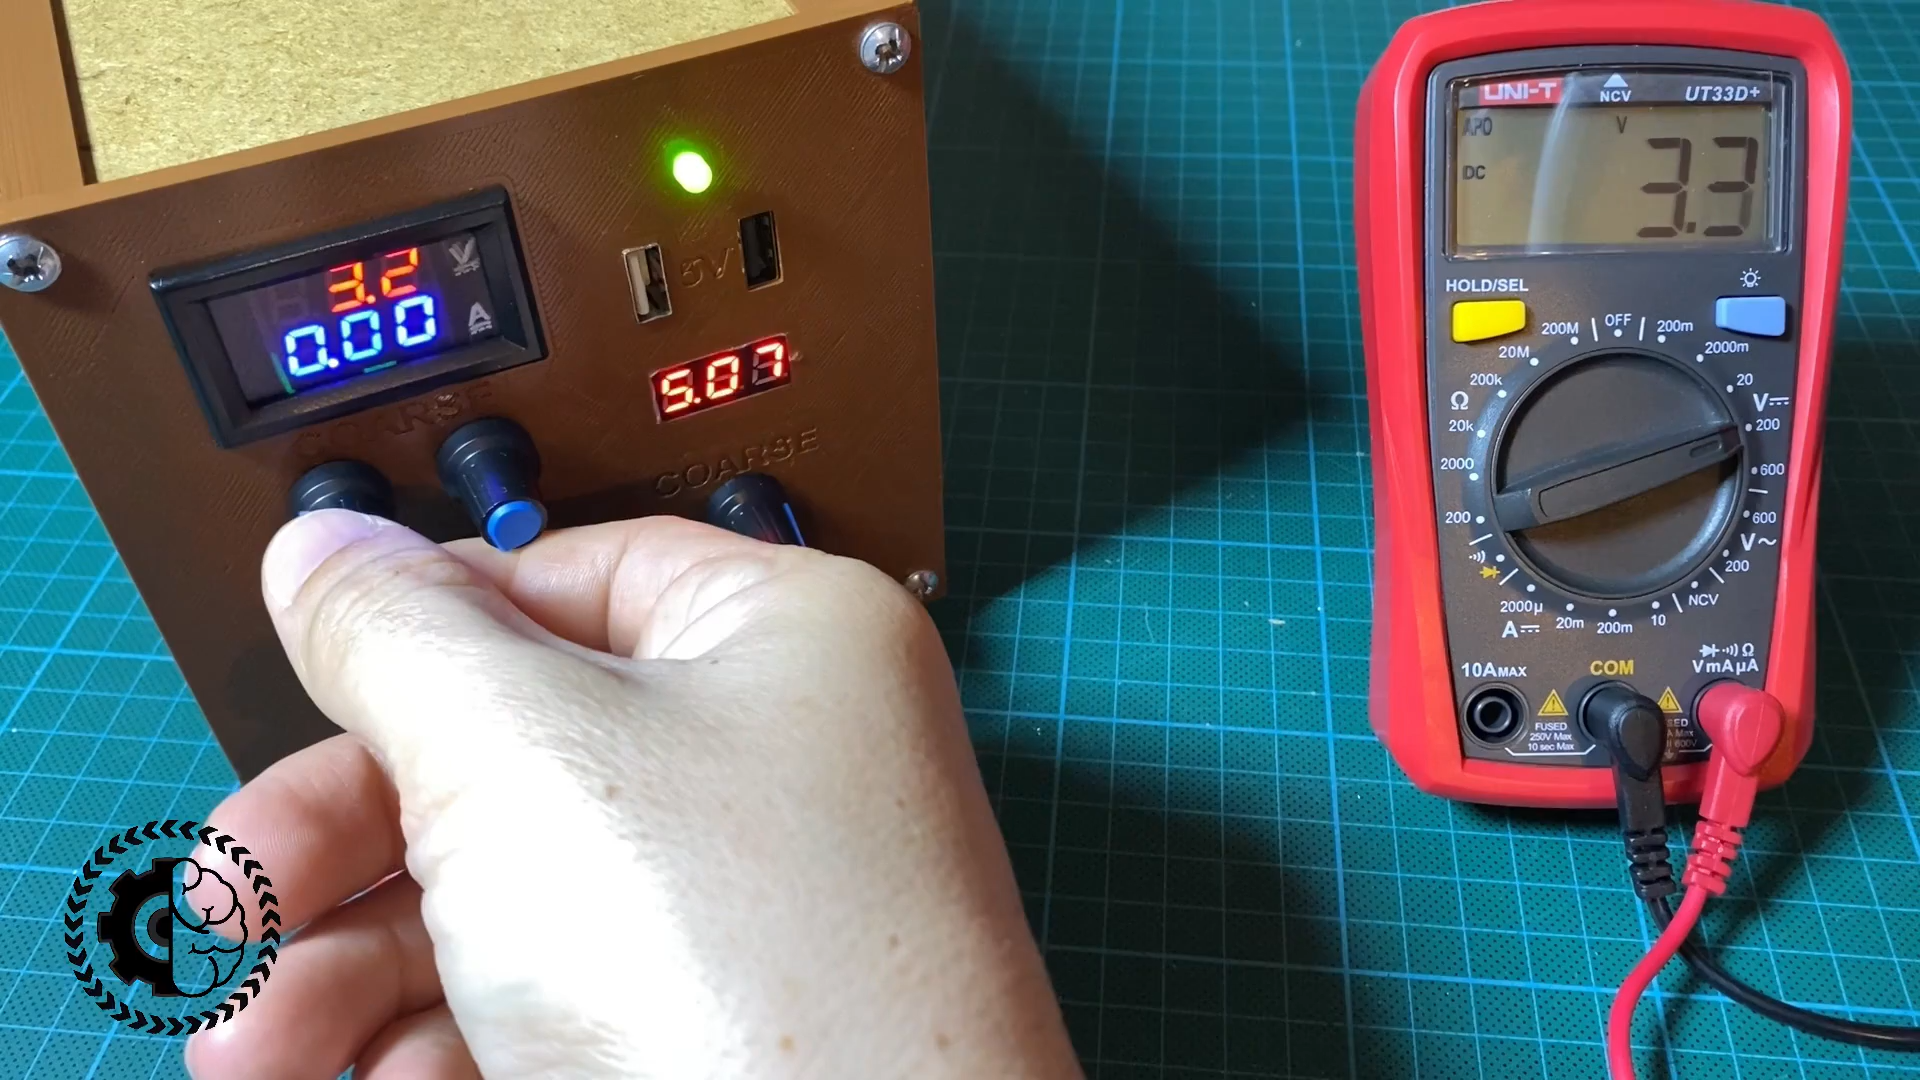 3.2 V
0.00 A
5V
5.07
COARSE
COARSE
UNI-T
NCV
UT33D+
APO
V
DC
3.3
HOLD/SEL
200M
OFF
200m
20M
2000m
200k
20
Ω
V
20k
200
2000
600
200
600
V~
200
2000µ
NCV
A
20m
200m
10
10AMAX
COM
Ω
VmAµA
FUSED
250V Max
10 sec Max